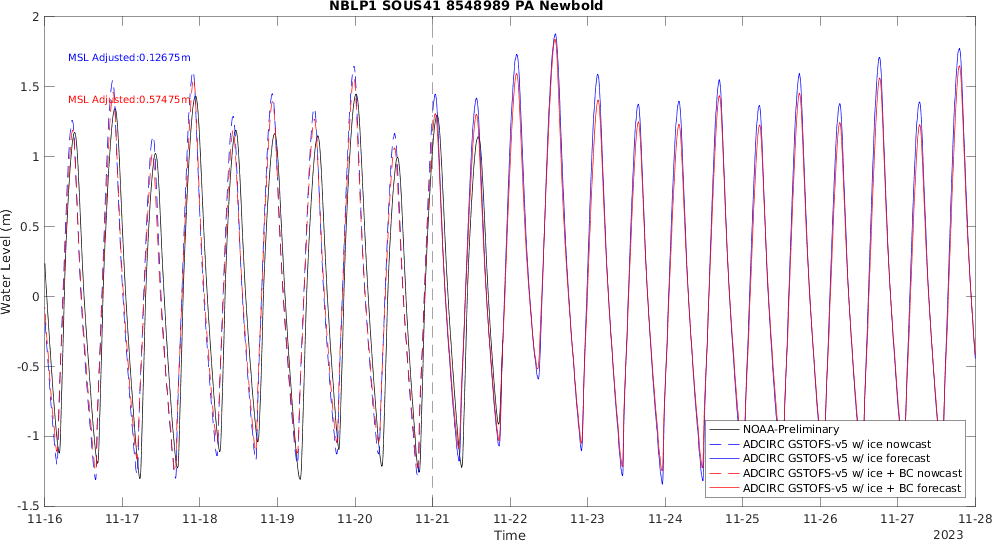 NBLP1 SOUS41 8548989 PA Newbold
MSL Adjusted:0.12675m
MSL Adjusted:0.57475m
Water Level (m)
2
1.5
1
0.5
0
-0.5
-1
-1.5
NOAA-Preliminary
ADCIRC GSTOFS-v5 w/ ice nowcast
ADCIRC GSTOFS-v5 w/ ice forecast
ADCIRC GSTOFS-v5 w/ ice + BC nowcast
ADCIRC GSTOFS-v5 w/ ice + BC forecast
11-16 11-17 11-18 11-19 11-20 11-21 11-22 11-23 11-24 11-25 11-26 11-27 11-28
Time
2023